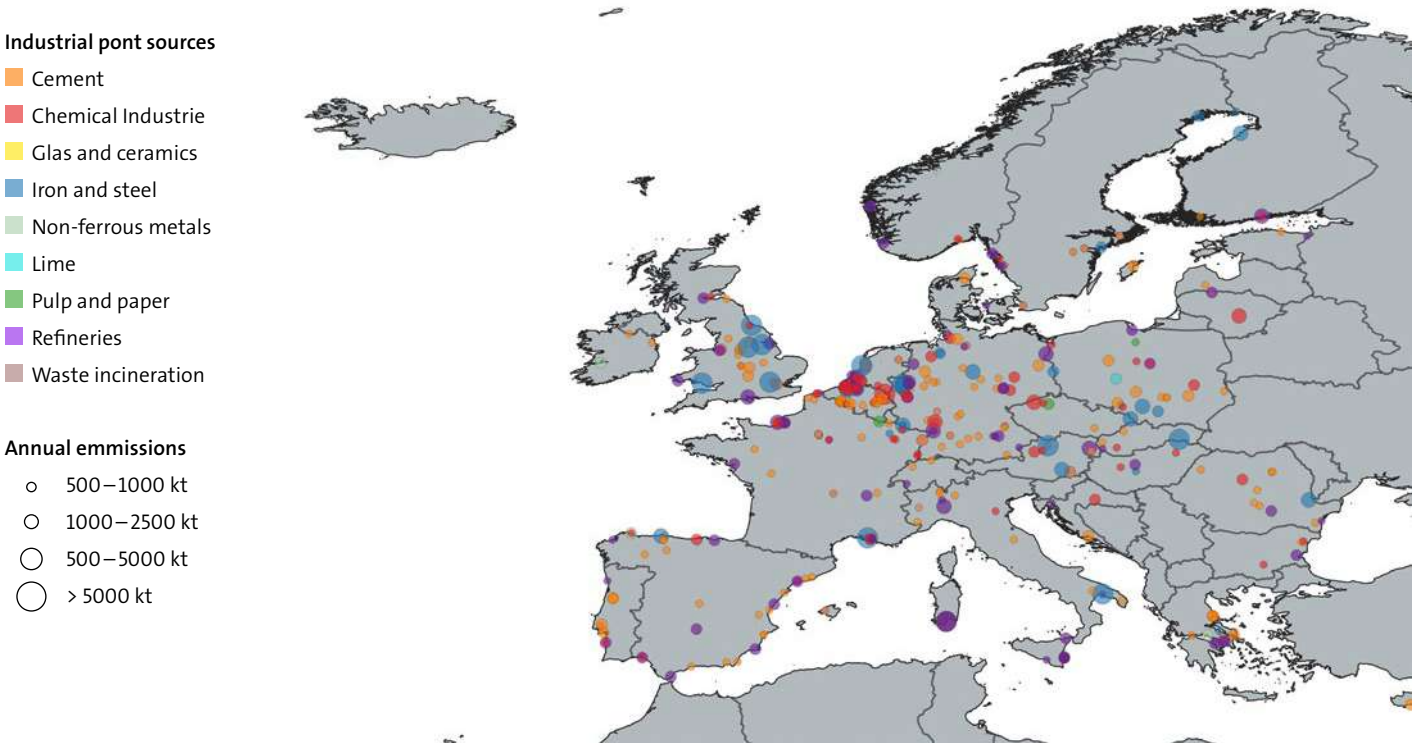 Industrial pont sources
Cement
Chemical Industrie
Glas and ceramics
Iron and steel
Non-ferrous metals
Lime
Pulp and paper
Refineries
Waste incineration
Annual emmissions
500–1000 kt
1000–2500 kt
500–5000 kt
> 5000 kt